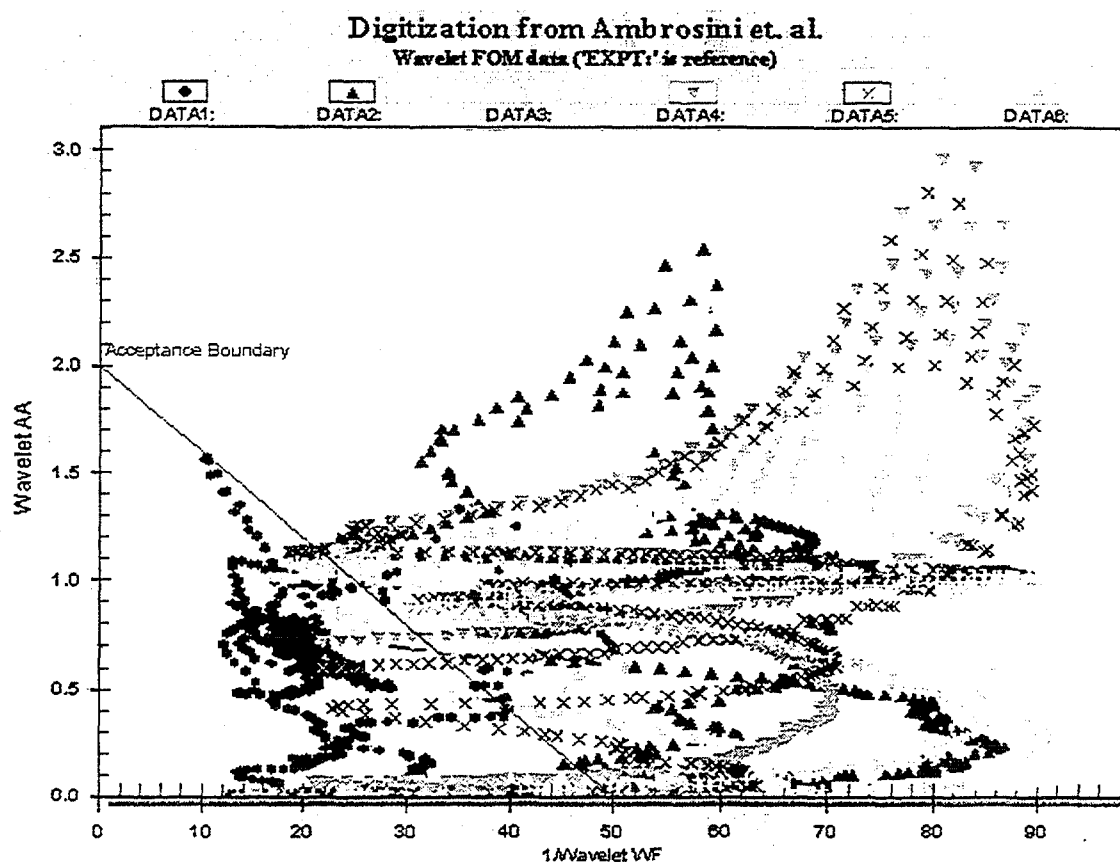 Digitization from Ambrosini et. al.
Wavelet FOM data ('EXPT:' is reference)
DATA1: DATA2: DATA3: DATA4: DATA5: DATA6:
3.0
2.5
Acceptance Boundary
2.0
Wavelet AA
1.5
1.0
0.5
0.0
0 10 20 30 40 50 60 70 80 90
1/Wavelet WF